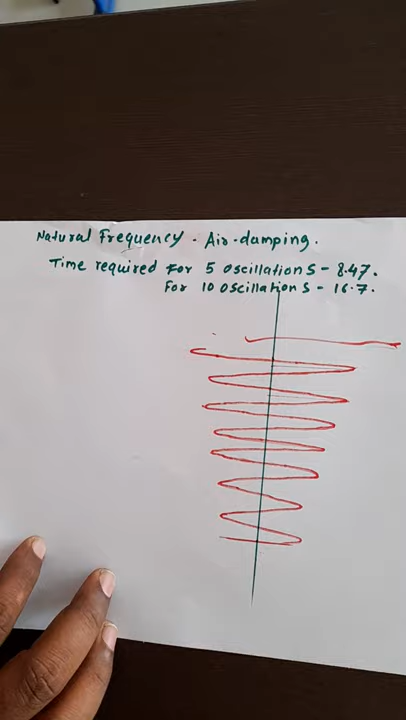 Natural Frequency - Air-damping.
Time required For 5 oscillations - 8.47.
For 10 oscillations - 16.7.